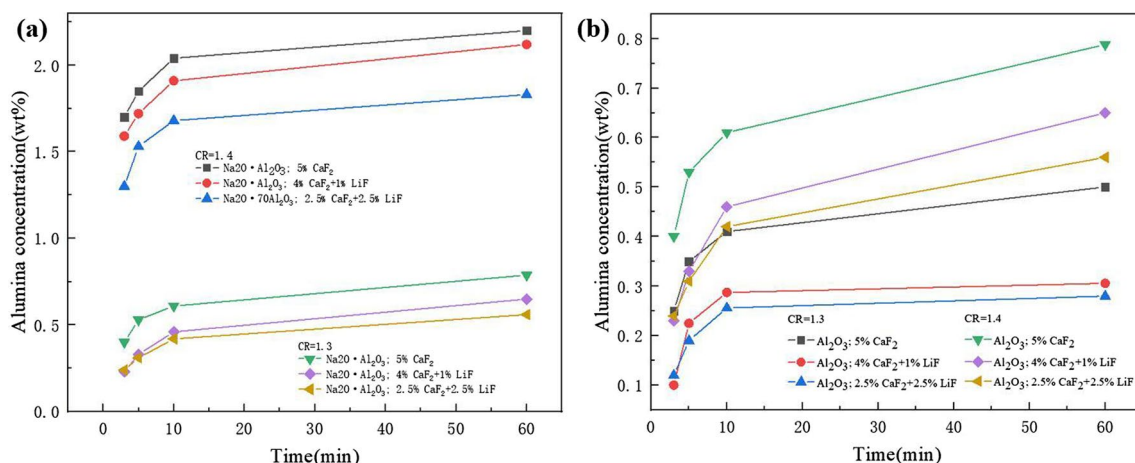 (a)
Alumina concentration(wt%)
2.0
1.5
1.0
0.5
0.0
CR=1.4
Na20•Al₂O₃; 5% CaF₂
Na20•Al₂O₃; 4% CaF₂+1% LiF
Na20•70Al₂O₃; 2.5% CaF₂+2.5% LiF
CR=1.3
Na20•Al₂O₃; 5% CaF₂
Na20•Al₂O₃; 4% CaF₂+1% LiF
Na20•Al₂O₃; 2.5% CaF₂+2.5% LiF
0 10 20 30 40 50 60
Time(min)
(b)
Alumina concentration(wt%)
0.8
0.7
0.6
0.5
0.4
0.3
0.2
0.1
CR=1.3 CR=1.4
Al₂O₃; 5% CaF₂ Al₂O₃; 5% CaF₂
Al₂O₃; 4% CaF₂+1% LiF Al₂O₃; 4% CaF₂+1% LiF
Al₂O₃; 2.5% CaF₂+2.5% LiF Al₂O₃; 2.5% CaF₂+2.5% LiF
0 10 20 30 40 50 60
Time(min)